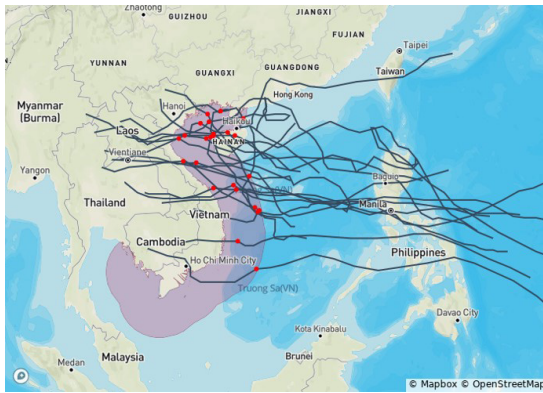 Zhaotong
GUIZHOU
JIANGXI
FUJIAN
Taipei
YUNNAN
GUANGXI
GUANGDONG
Taiwan
Hong Kong
Myanmar
(Burma)
Hanoi
Haikou
Laos
HAINAN
Vientiane
Yangon
Baguio
(VN)
Thailand
Manila
Vietnam
Cambodia
Philippines
Ho Chi Minh City
Truong Sa(VN)
Davao City
Kota Kinabalu
Malaysia
Brunei
Medan
© Mapbox © OpenStreetMap